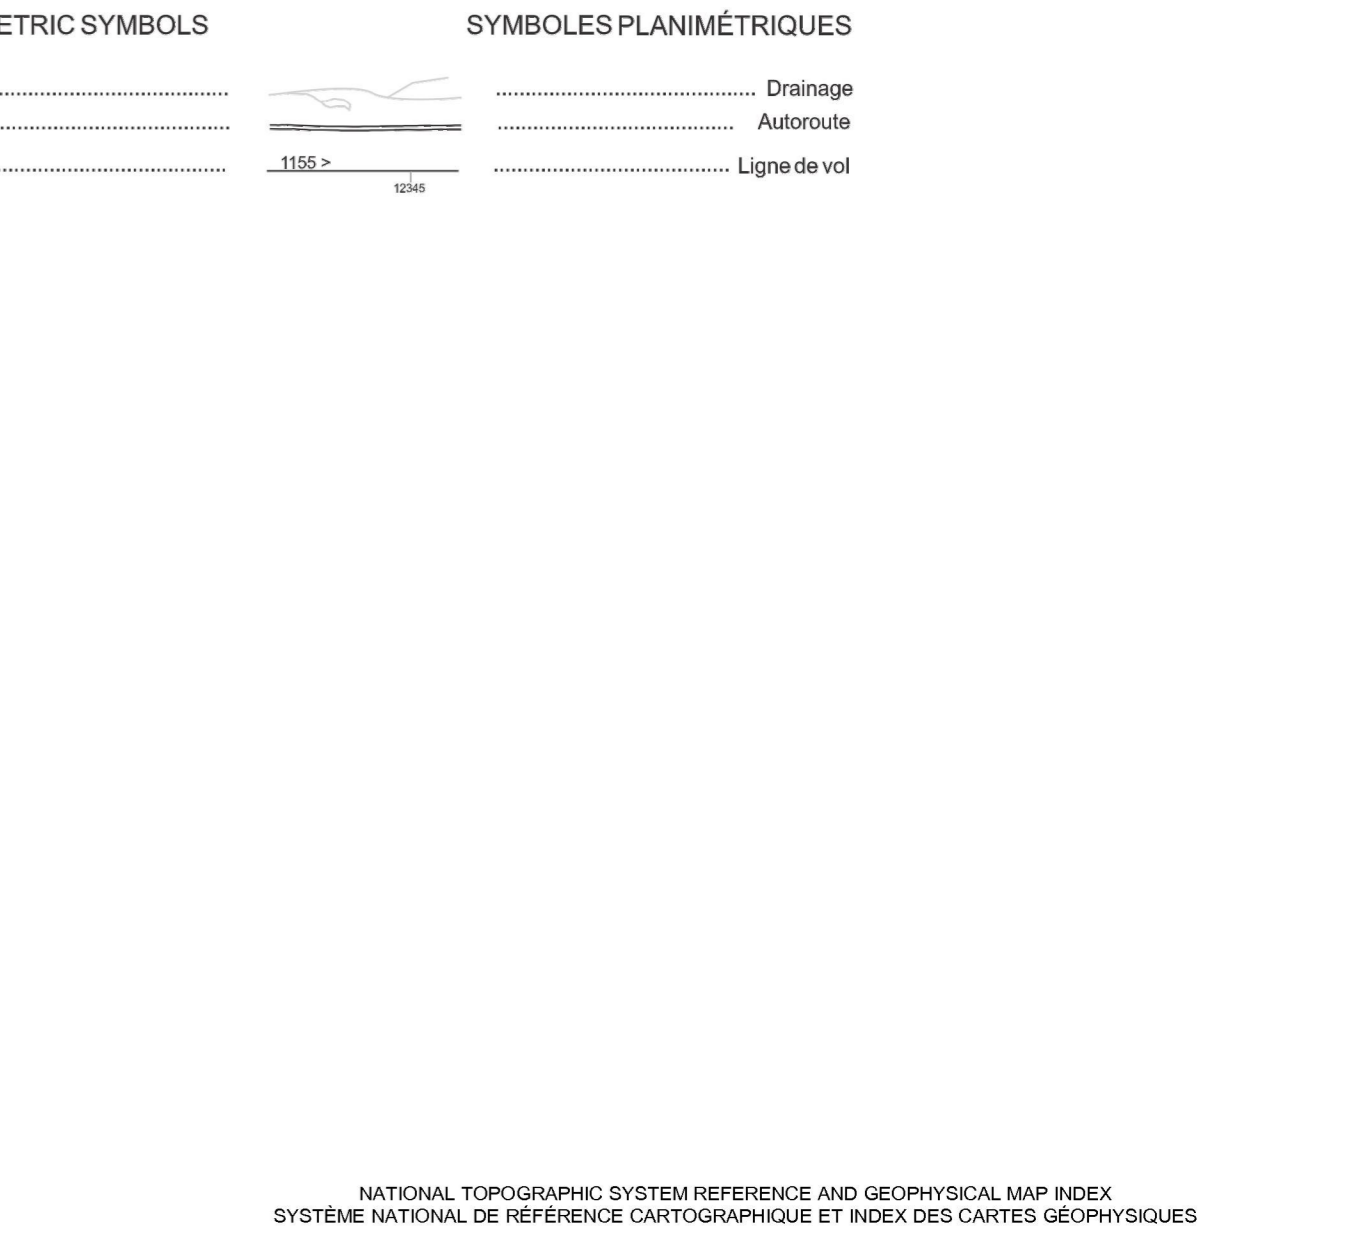 ETRIC SYMBOLS SYMBOLES PLANIMÉTRIQUES
........................................ ............................................ Drainage
........................................ ........................................ Autoroute
........................................ 1155 > ........................................ Ligne de vol
12345
NATIONAL TOPOGRAPHIC SYSTEM REFERENCE AND GEOPHYSICAL MAP INDEX
SYSTÈME NATIONAL DE RÉFÉRENCE CARTOGRAPHIQUE ET INDEX DES CARTES GÉOPHYSIQUES